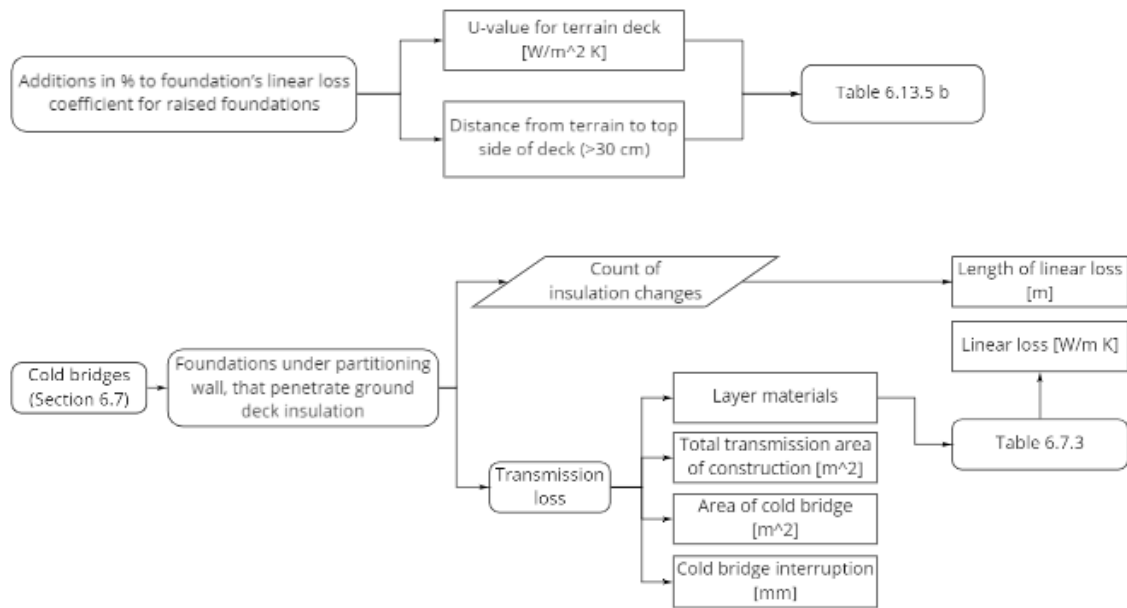 U-value for terrain deck
[W/m^2 K]
Additions in % to foundation's linear loss
coefficient for raised foundations
Table 6.13.5 b
Distance from terrain to top
side of deck (>30 cm)
Count of
insulation changes
Length of linear loss
[m]
Linear loss [W/m K]
Cold bridges
(Section 6.7)
Foundations under partitioning
wall, that penetrate ground
deck insulation
Layer materials
Table 6.7.3
Total transmission area
of construction [m^2]
Transmission
loss
Area of cold bridge
[m^2]
Cold bridge interruption
[mm]